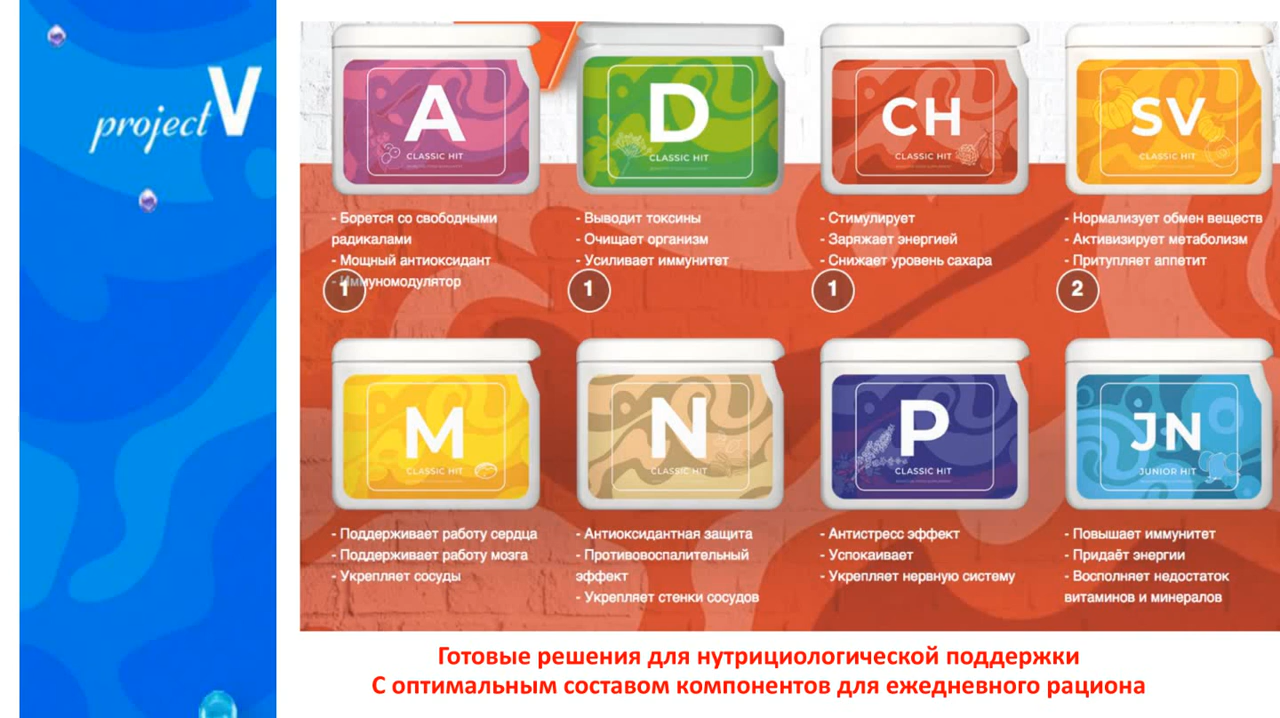 project V
A
CLASSIC HIT
D
CLASSIC HIT
CH
CLASSIC HIT
SV
CLASSIC HIT
- Борется со свободными
радикалами
- Мощный антиоксидант
- Иммуномодулятор
1
- Выводит токсины
- Очищает организм
- Усиливает иммунитет
1
- Стимулирует
- Заряжает энергией
- Снижает уровень сахара
1
- Нормализует обмен веществ
- Активизирует метаболизм
- Притупляет аппетит
2
M
CLASSIC HIT
N
CLASSIC HIT
P
CLASSIC HIT
JN
JUNIOR HIT
- Поддерживает работу сердца
- Поддерживает работу мозга
- Укрепляет сосуды
- Антиоксидантная защита
- Противовоспалительный
эффект
- Укрепляет стенки сосудов
- Антистресс эффект
- Успокаивает
- Укрепляет нервную систему
- Повышает иммунитет
- Придаёт энергии
- Восполняет недостаток
витаминов и минералов
Готовые решения для нутрициологической поддержки
С оптимальным составом компонентов для ежедневного рациона